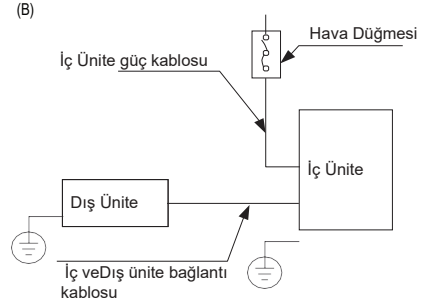 (B)
Hava Düğmesi
İç Ünite güç kablosu
İç Ünite
Dış Ünite
İç veDış ünite bağlantı
kablosu